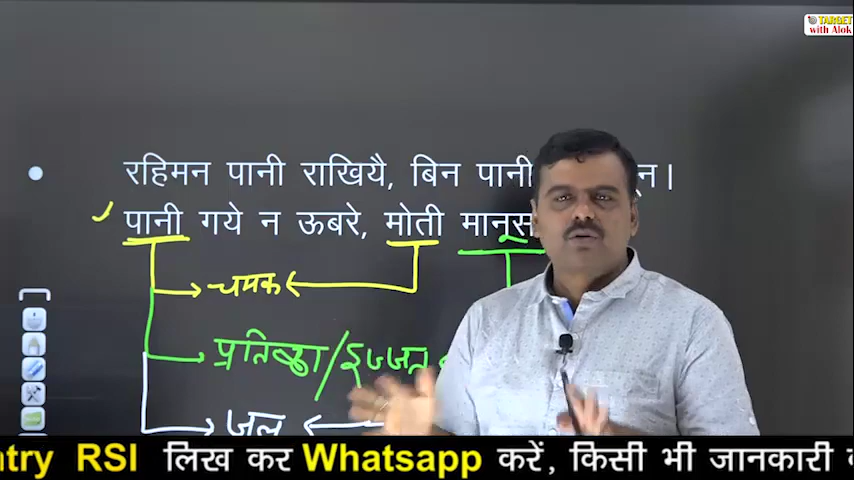 TARGET
with Alok
रहिमन पानी राखियै, बिन पानी
पानी गये न ऊबरे, मोती मानूस
चमक
प्रतिष्ठा/इज्जत
जल
RSI लिख कर Whatsapp करें, किसी भी जानकारी